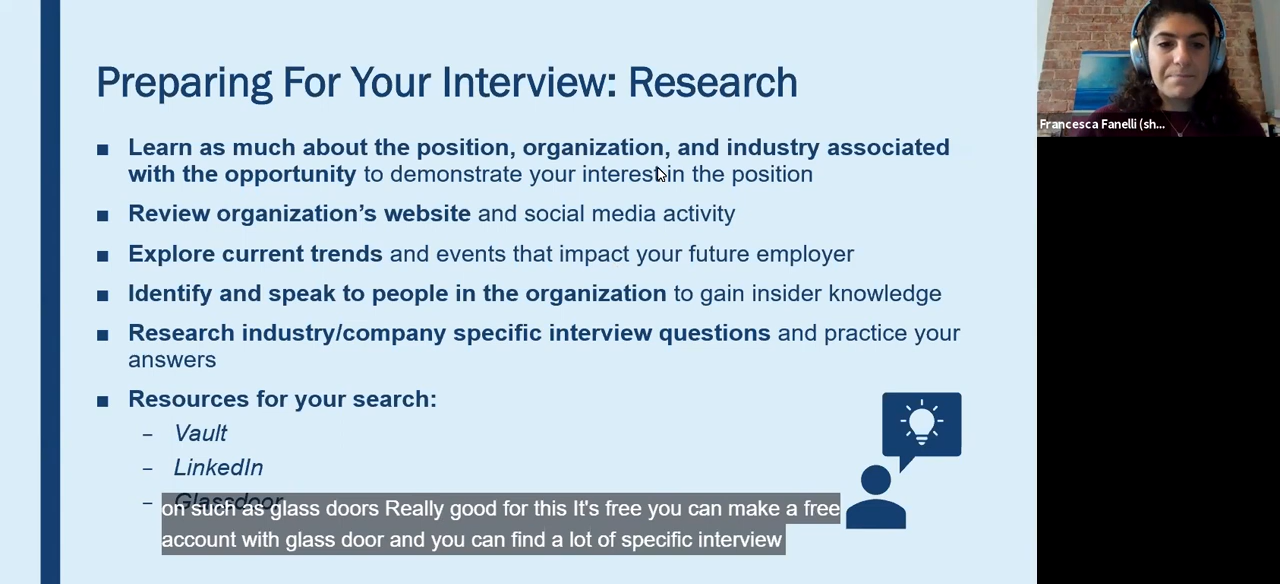 Preparing For Your Interview: Research
Learn as much about the position, organization, and industry associated
with the opportunity to demonstrate your interest in the position
Review organization’s website and social media activity
Explore current trends and events that impact your future employer
Identify and speak to people in the organization to gain insider knowledge
Research industry/company specific interview questions and practice your
answers
Resources for your search:
– Vault
– LinkedIn
– Glassdoor
on such as glass doors Really good for this It's free you can make a free
account with glass door and you can find a lot of specific interview
Francesca Fanelli (sh...